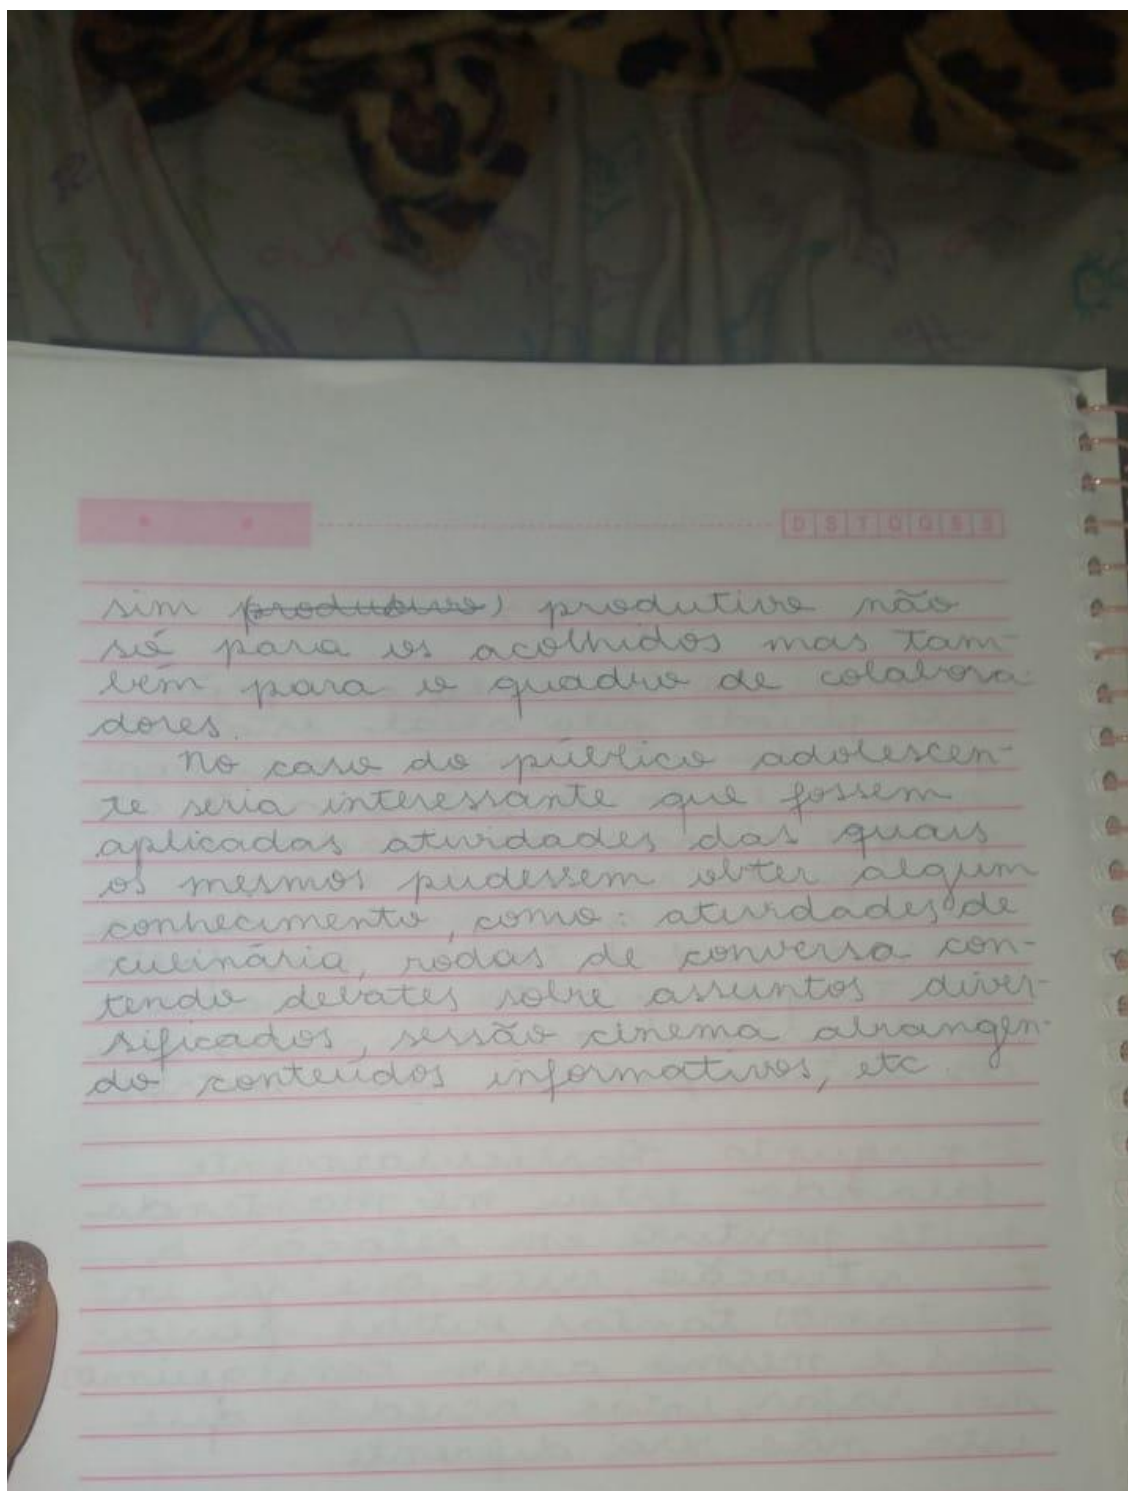 D S T Q Q S S
sim (produtivo) produtivo não
só para os acolhidos mas tam-
bém para o quadro de colabora-
dores.
No caso do público adolescen-
te seria interessante que fossem
aplicadas atividades das quais
os mesmos pudessem obter algum
conhecimento, como: atividades de
culinária, rodas de conversa con-
tendo debates sobre assuntos diver-
sificados, sessão cinema abrangen-
do conteúdos informativos, etc.